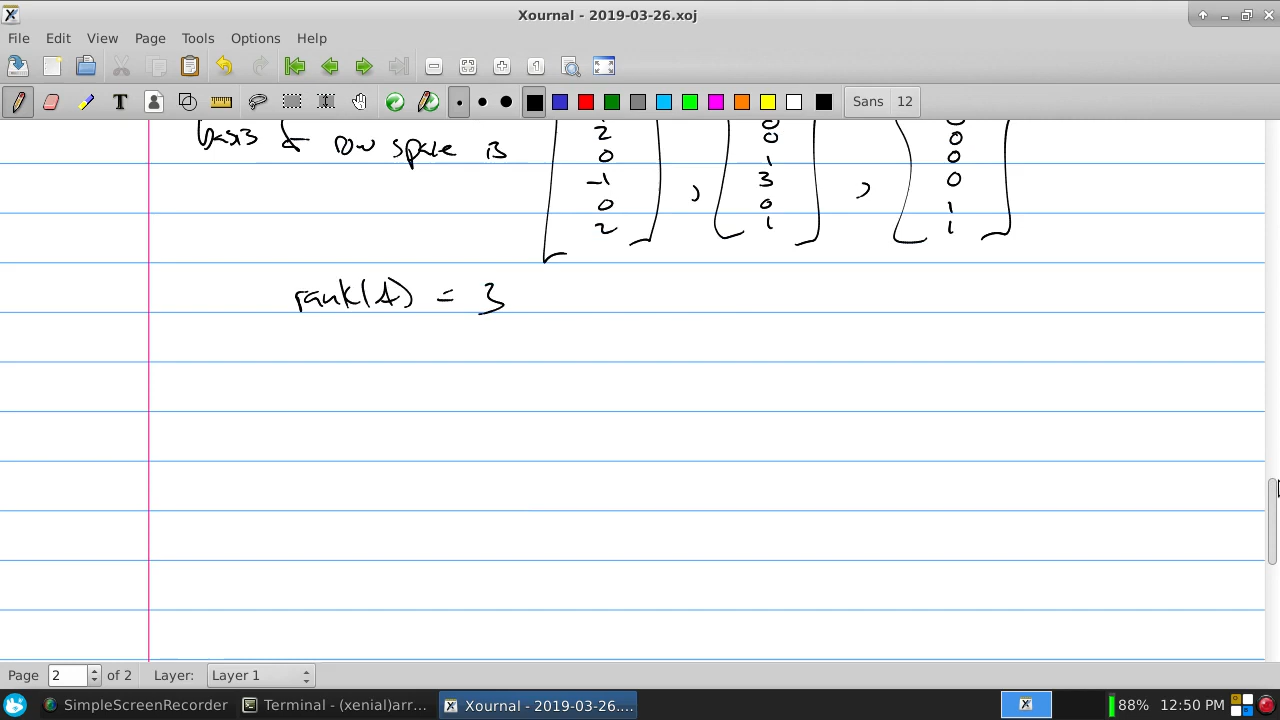 Xournal - 2019-03-26.xoj
File Edit View Page Tools Options Help
Sans 12
basis of row space is
2 0 0
0 1 0
-1 3 0
0 0 1
2 1 1
rank(A) = 3
Page 2 of 2 Layer: Layer 1
SimpleScreenRecorder Terminal - (xenial)arr... Xournal - 2019-03-26.... 88% 12:50 PM